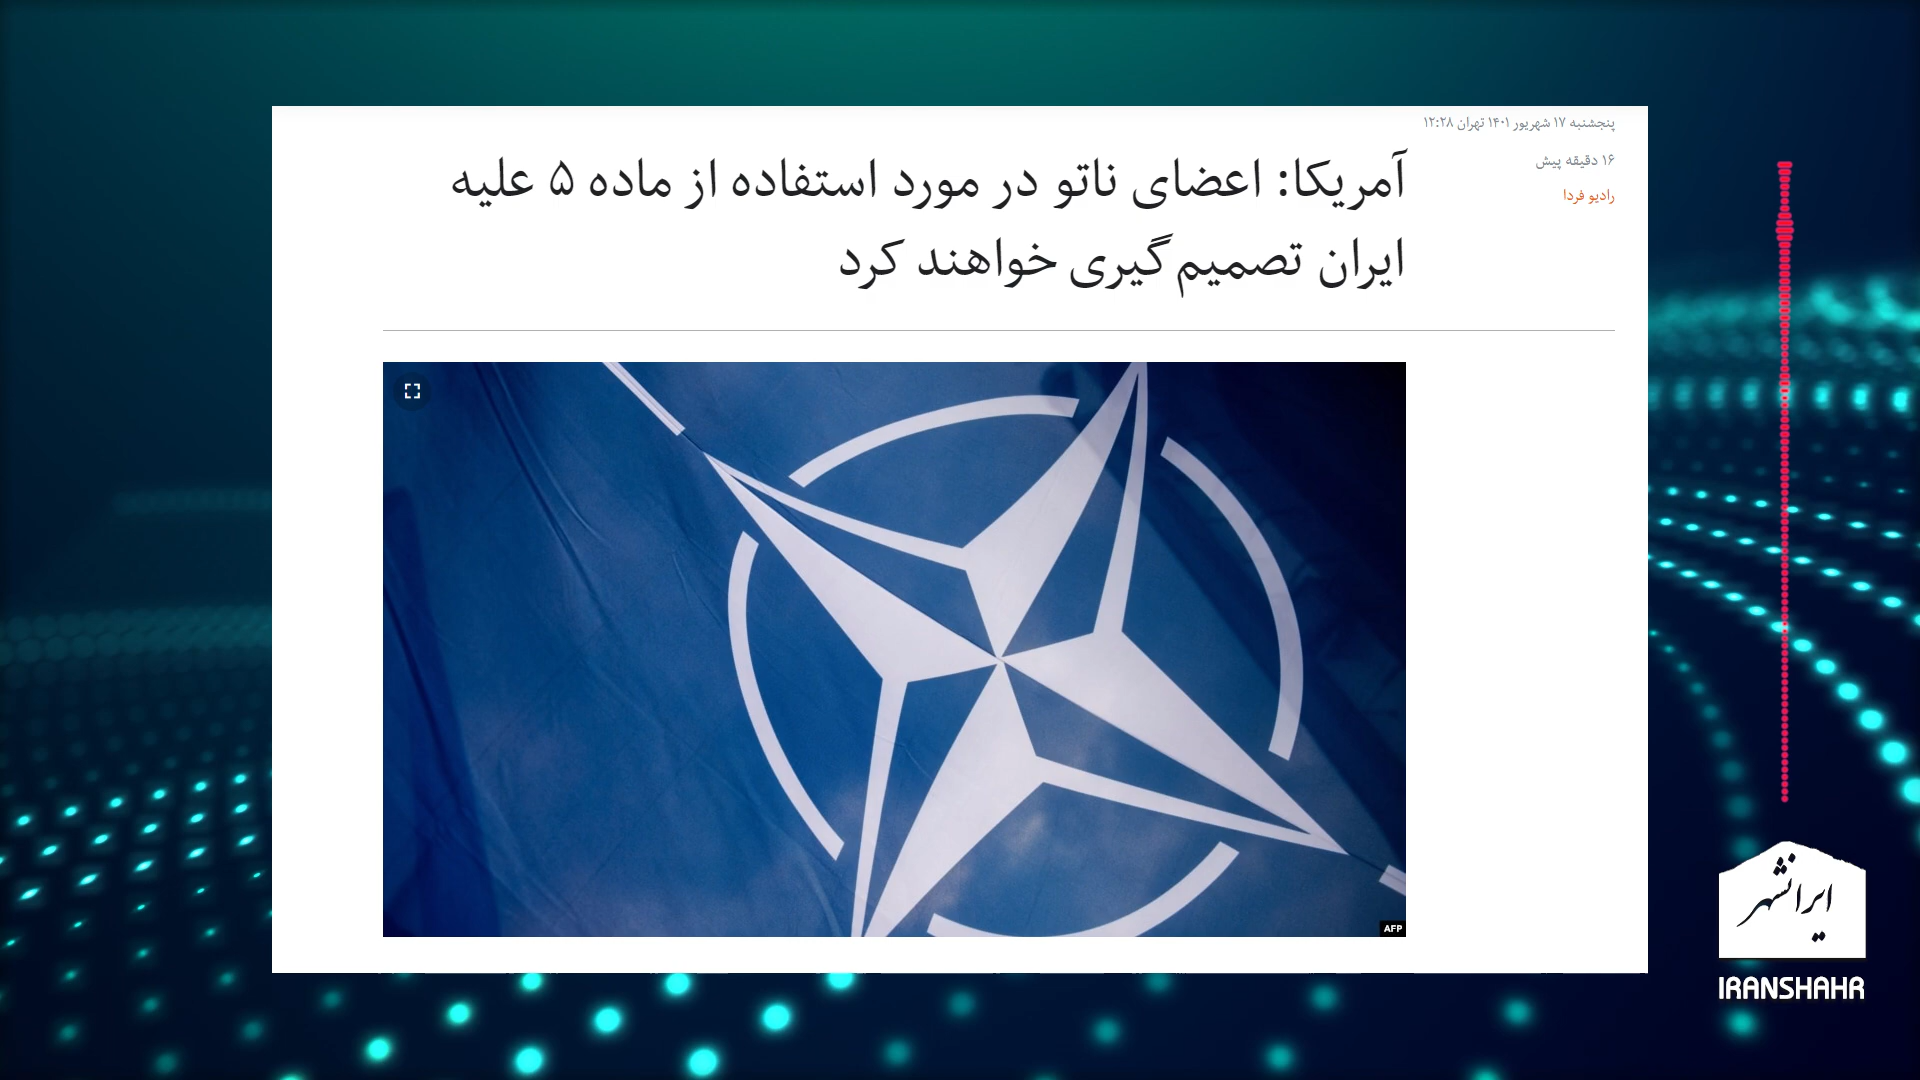 پنجشنبه ۱۷ شهریور ۱۴۰۱ تهران ۱۲:۲۸
۱۶ دقیقه پیش
رادیو فردا
آمریکا: اعضای ناتو در مورد استفاده از ماده ۵ علیه
ایران تصمیم‌گیری خواهند کرد
AFP
ایرانشهر
IRANSHAHR